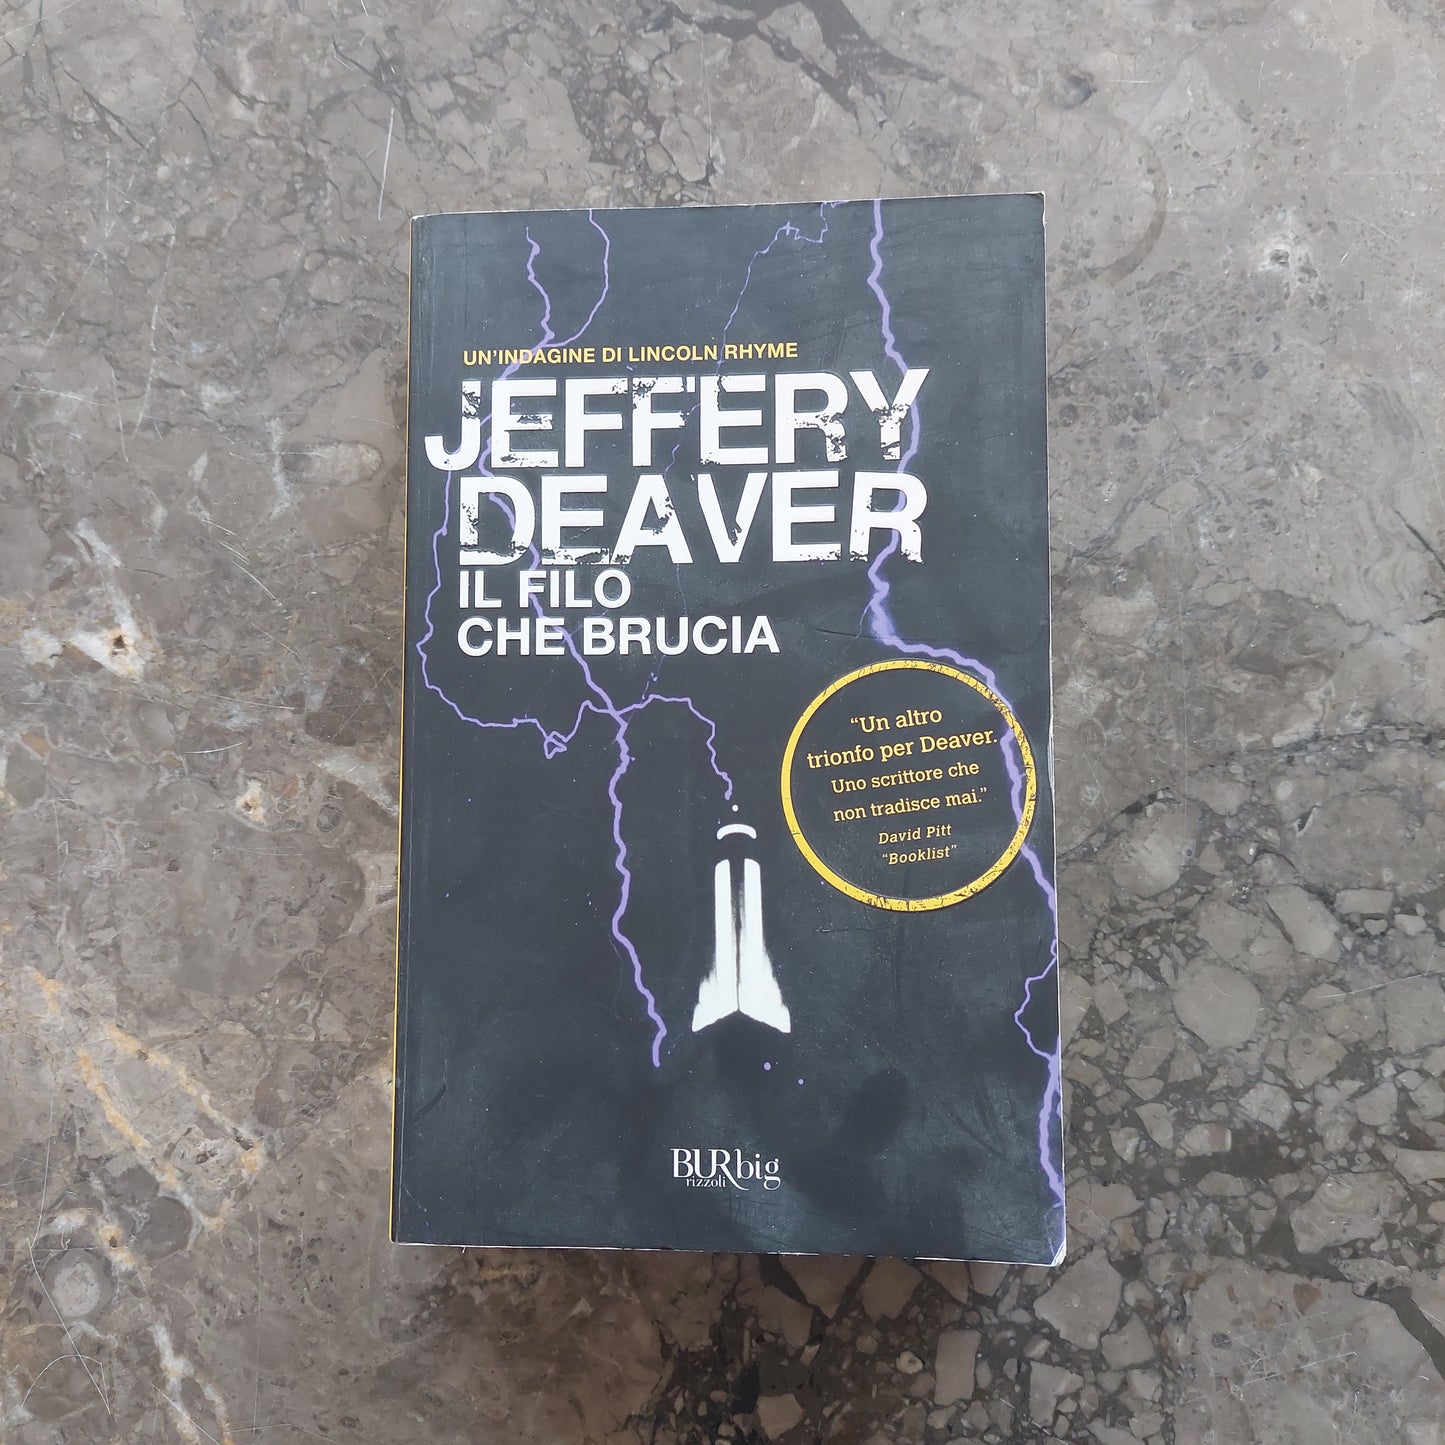 UN'INDAGINE DI LINCOLN RHYME
JEFFERY
DEAVER
IL FILO
CHE BRUCIA
“Un altro
trionfo per Deaver.
Uno scrittore che
non tradisce mai.”
David Pitt
“Booklist”
BURbig
rizzoli